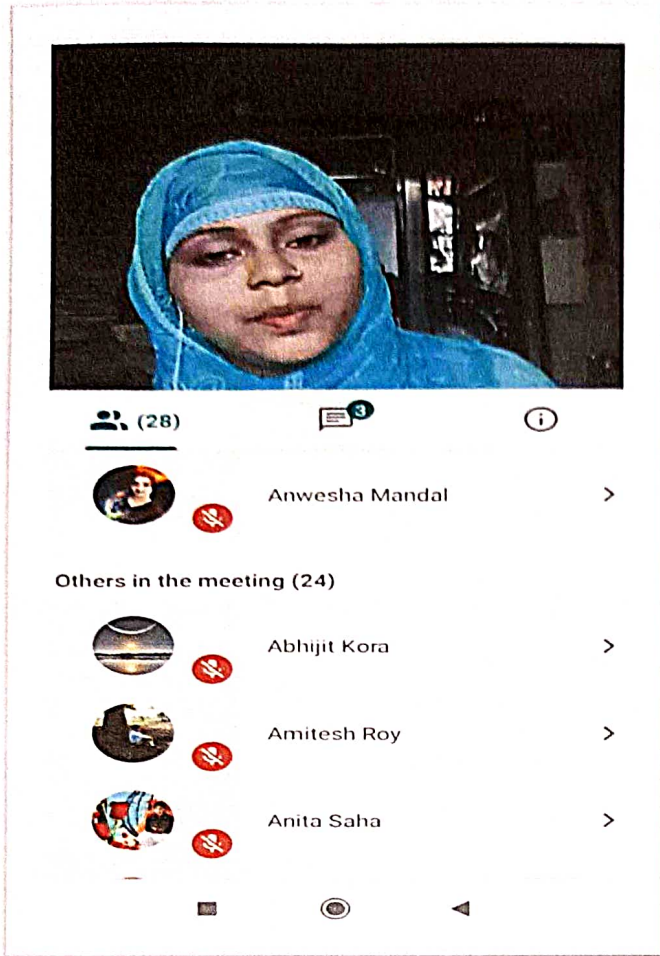 (28)
3
Anwesha Mandal
Others in the meeting (24)
Abhijit Kora
Amitesh Roy
Anita Saha